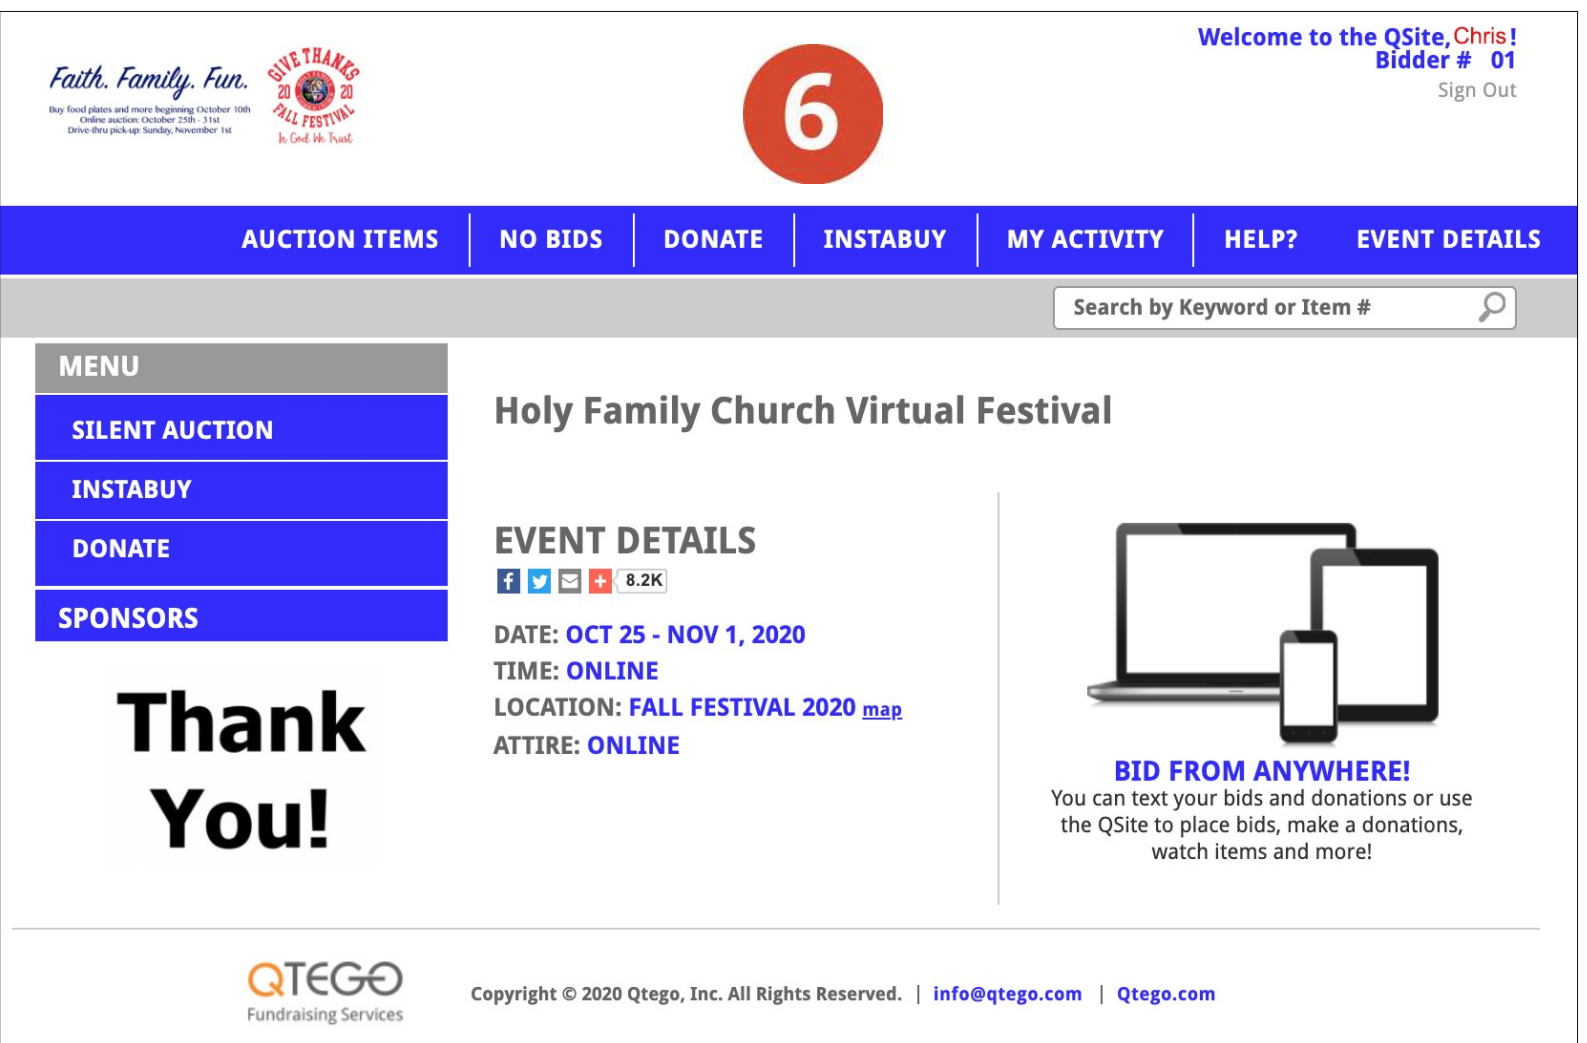 Faith. Family. Fun.
Buy food plates and more beginning October 10th
Online auction: October 25th - 31st
Drive-thru pick-up: Sunday, November 1st
GIVE THANKS
20 20
FALL FESTIVAL
In God We Trust
6
Welcome to the QSite, Chris!
Bidder # 01
Sign Out
AUCTION ITEMS NO BIDS DONATE INSTABUY MY ACTIVITY HELP? EVENT DETAILS
Search by Keyword or Item #
MENU
SILENT AUCTION
INSTABUY
DONATE
SPONSORS
Thank
You!
Holy Family Church Virtual Festival
EVENT DETAILS
8.2K
DATE: OCT 25 - NOV 1, 2020
TIME: ONLINE
LOCATION: FALL FESTIVAL 2020 map
ATTIRE: ONLINE
BID FROM ANYWHERE!
You can text your bids and donations or use
the QSite to place bids, make a donations,
watch items and more!
QTEGO
Fundraising Services
Copyright © 2020 Qtego, Inc. All Rights Reserved. | info@qtego.com | Qtego.com